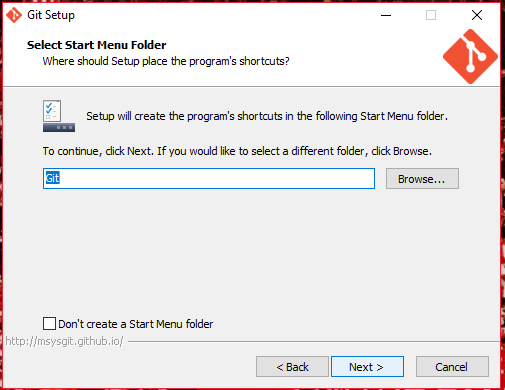 Git Setup
Select Start Menu Folder
Where should Setup place the program's shortcuts?
Setup will create the program's shortcuts in the following Start Menu folder.
To continue, click Next. If you would like to select a different folder, click Browse.
Git
Browse...
Don't create a Start Menu folder
http://msysgit.github.io/
< Back
Next >
Cancel